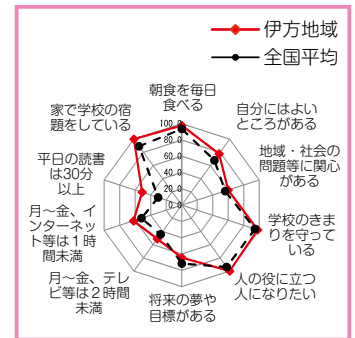 伊方地域
全国平均
朝食を毎日
食べる
自分にはよい
ところがある
地域・社会の
問題等に関心
がある
学校のきま
りを守って
いる
人の役に立つ
人になりたい
将来の夢や
目標がある
月～金、テレ
ビ等は２時間
未満
月～金、イン
ターネッ
ト等は１時
間未満
平日の読書
は30分
以上
家で学校の宿
題をしている
100.0
80.0
60.0
40.0
20.0
0.0